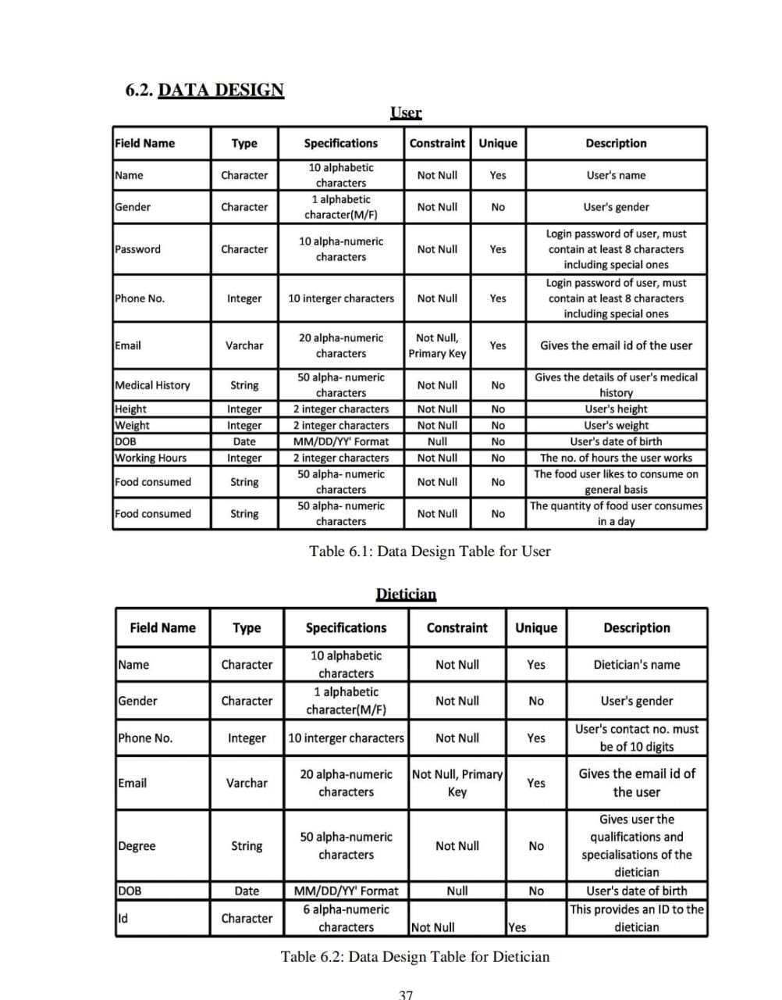 6.2. DATA DESIGN
User
Field Name Type Specifications Constraint Unique Description
Name Character 10 alphabetic characters Not Null Yes User's name
Gender Character 1 alphabetic character(M/F) Not Null No User's gender
Password Character 10 alpha-numeric characters Not Null Yes Login password of user, must contain at least 8 characters including special ones
Phone No. Integer 10 interger characters Not Null Yes Login password of user, must contain at least 8 characters including special ones
Email Varchar 20 alpha-numeric characters Not Null, Primary Key Yes Gives the email id of the user
Medical History String 50 alpha- numeric characters Not Null No Gives the details of user's medical history
Height Integer 2 integer characters Not Null No User's height
Weight Integer 2 integer characters Not Null No User's weight
DOB Date MM/DD/YY' Format Null No User's date of birth
Working Hours Integer 2 integer characters Not Null No The no. of hours the user works
Food consumed String 50 alpha- numeric characters Not Null No The food user likes to consume on general basis
Food consumed String 50 alpha- numeric characters Not Null No The quantity of food user consumes in a day
Table 6.1: Data Design Table for User
Dietician
Field Name Type Specifications Constraint Unique Description
Name Character 10 alphabetic characters Not Null Yes Dietician's name
Gender Character 1 alphabetic character(M/F) Not Null No User's gender
Phone No. Integer 10 interger characters Not Null Yes User's contact no. must be of 10 digits
Email Varchar 20 alpha-numeric characters Not Null, Primary Key Yes Gives the email id of the user
Degree String 50 alpha-numeric characters Not Null No Gives user the qualifications and specialisations of the dietician
DOB Date MM/DD/YY' Format Null No User's date of birth
Id Character 6 alpha-numeric characters Not Null Yes This provides an ID to the dietician
Table 6.2: Data Design Table for Dietician
37